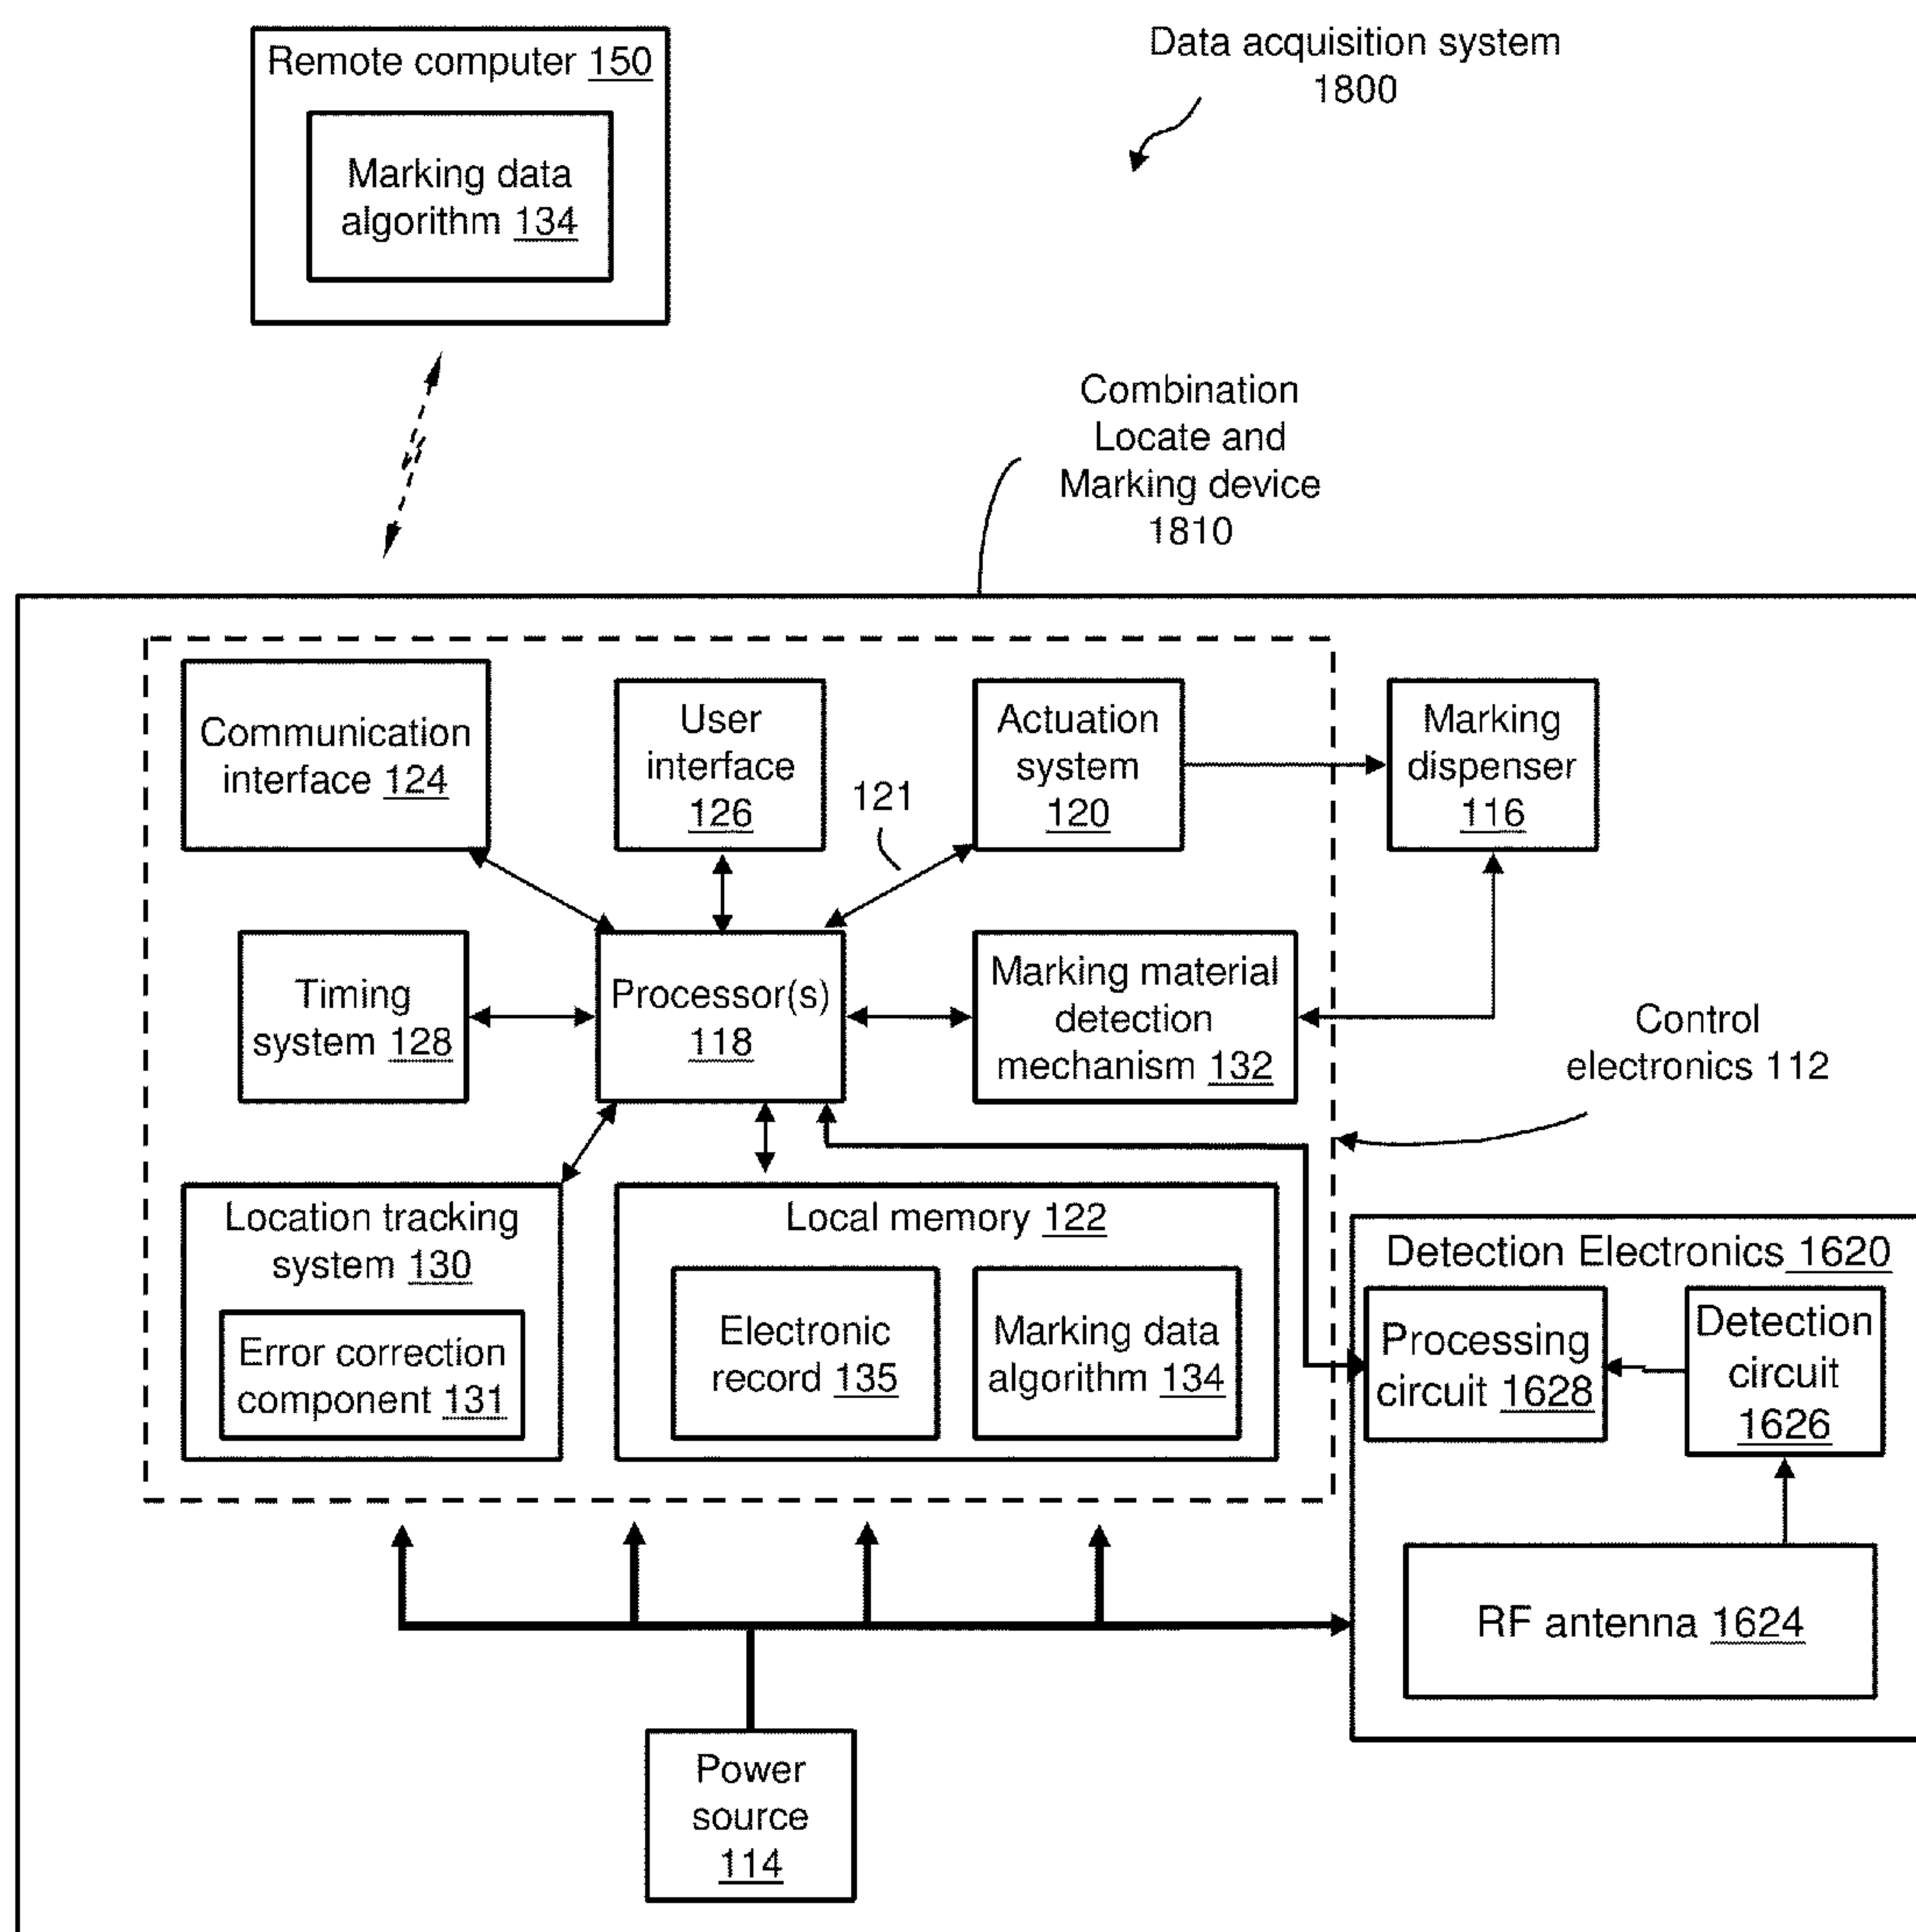 Remote computer 150
Marking data
algorithm 134
Data acquisition system
1800
Combination
Locate and
Marking device
1810
Communication
interface 124
User
interface
126
Actuation
system
120
Marking
dispenser
116
121
Timing
system 128
Processor(s)
118
Marking material
detection
mechanism 132
Control
electronics 112
Location tracking
system 130
Error correction
component 131
Local memory 122
Electronic
record 135
Marking data
algorithm 134
Detection Electronics 1620
Processing
circuit 1628
Detection
circuit
1626
RF antenna 1624
Power
source
114